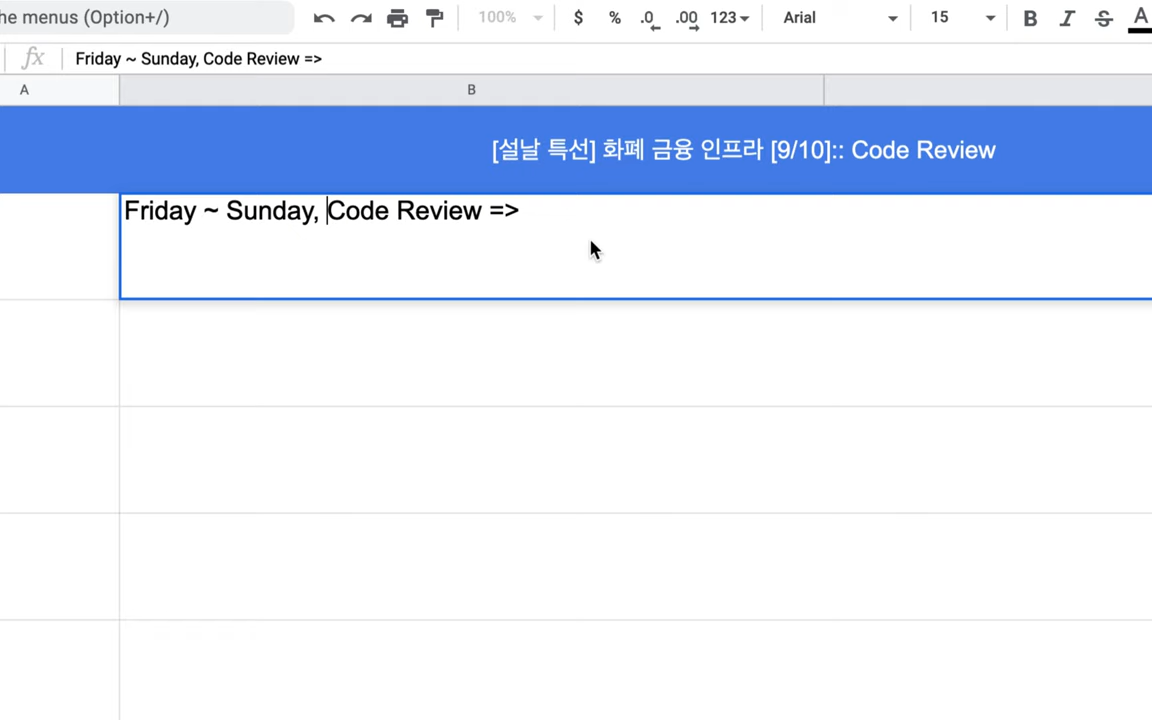 he menus (Option+/) 100% $ % .0 .00 123 Arial 15 B I S A
fx Friday ~ Sunday, Code Review =>
A B
[설날 특선] 화폐 금융 인프라 [9/10]:: Code Review
Friday ~ Sunday, Code Review =>